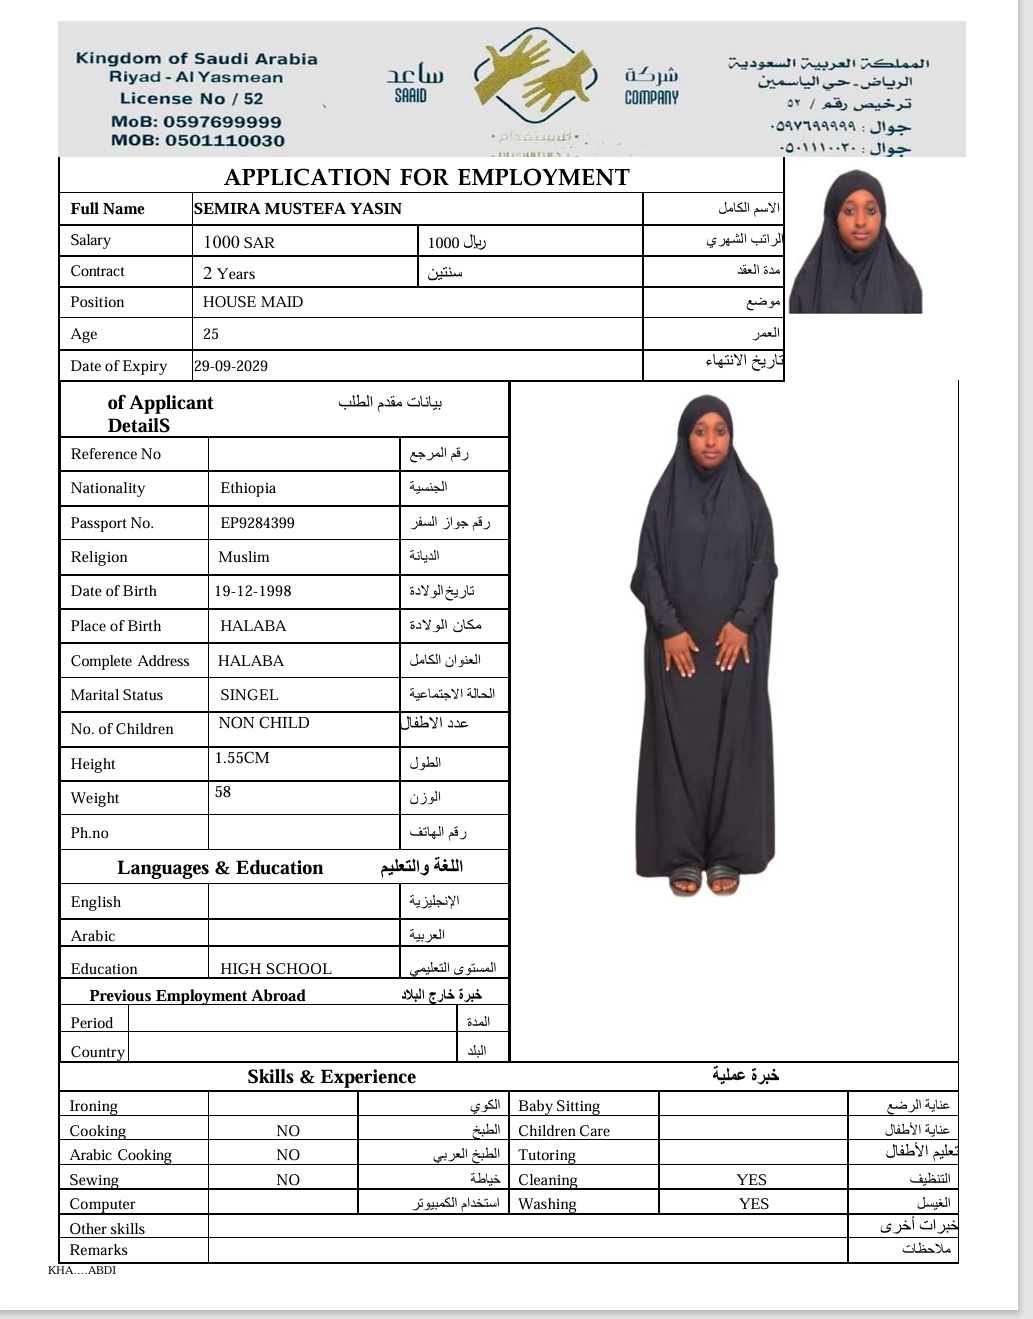 Kingdom of Saudi Arabia
Riyad - Al Yasmean
License No / 52
MoB: 0597699999
MOB: 0501110030
ساعد
SAAID
شركة
COMPANY
للاستقدام
المملكة العربية السعودية
الرياض - حي الياسمين
ترخيص رقم / ٥٢
جوال : ٠٥٩٧٦٩٩٩٩٩
جوال : ٠٥٠١١١٠٠٣٠
APPLICATION FOR EMPLOYMENT
Full Name SEMIRA MUSTEFA YASIN الاسم الكامل
Salary 1000 SAR 1000 ريال الراتب الشهري
Contract 2 Years سنتين مدة العقد
Position HOUSE MAID موضع
Age 25 العمر
Date of Expiry 29-09-2029 تاريخ الانتهاء
of Applicant بيانات مقدم الطلب
DetailS
Reference No رقم المرجع
Nationality Ethiopia الجنسية
Passport No. EP9284399 رقم جواز السفر
Religion Muslim الديانة
Date of Birth 19-12-1998 تاريخ الولادة
Place of Birth HALABA مكان الولادة
Complete Address HALABA العنوان الكامل
Marital Status SINGEL الحالة الاجتماعية
No. of Children NON CHILD عدد الاطفال
Height 1.55CM الطول
Weight 58 الوزن
Ph.no رقم الهاتف
Languages & Education اللغة والتعليم
English الإنجليزية
Arabic العربية
Education HIGH SCHOOL المستوى التعليمي
Previous Employment Abroad خبرة خارج البلاد
Period المدة
Country البلد
Skills & Experience خبرة عملية
Ironing الكوي Baby Sitting عناية الرضع
Cooking NO الطبخ Children Care عناية الأطفال
Arabic Cooking NO الطبخ العربي Tutoring تعليم الأطفال
Sewing NO خياطة Cleaning YES التنظيف
Computer استخدام الكمبيوتر Washing YES الغيسل
Other skills خبرات أخرى
Remarks ملاحظات
KHA....ABDI